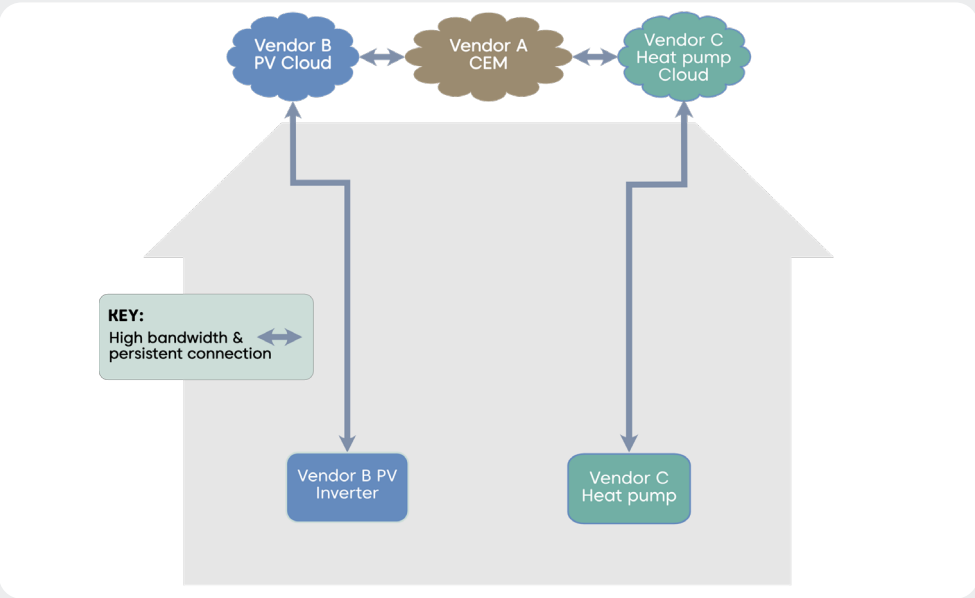 Vendor B
PV Cloud
Vendor A
CEM
Vendor C
Heat pump
Cloud
KEY:
High bandwidth &
persistent connection
Vendor B PV
Inverter
Vendor C
Heat pump